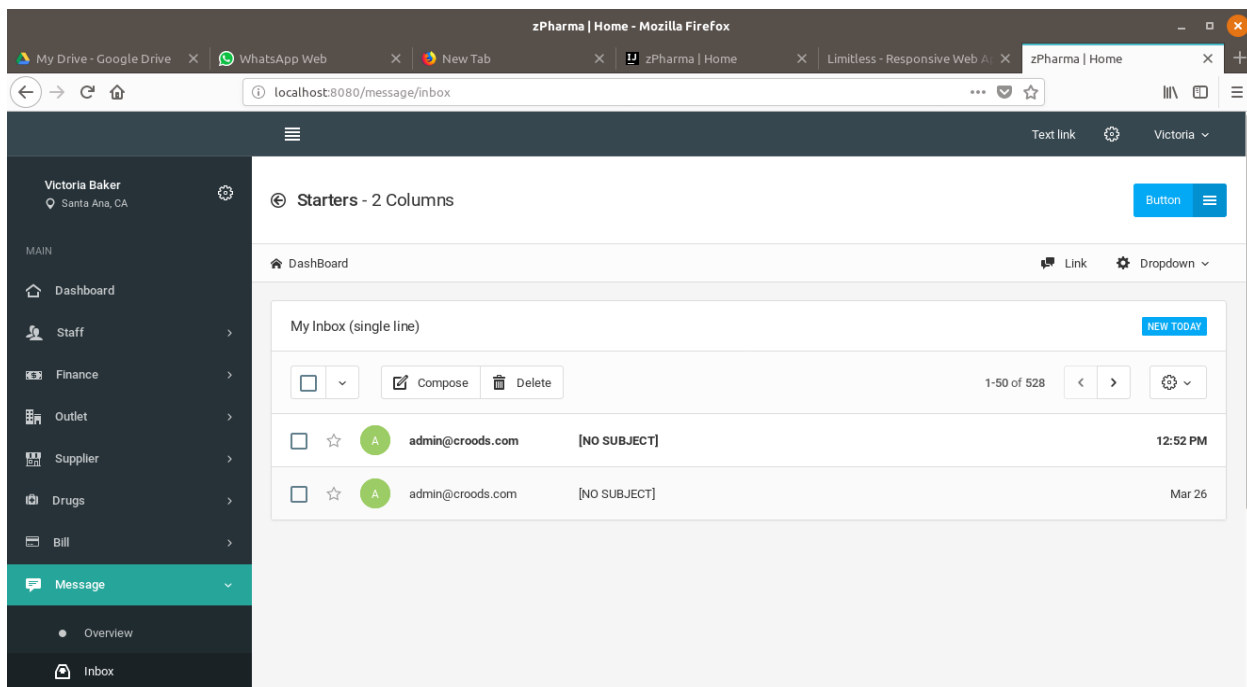 zPharma | Home - Mozilla Firefox
My Drive - Google Drive
WhatsApp Web
New Tab
zPharma | Home
Limitless - Responsive Web
zPharma | Home
localhost:8080/message/inbox
Text link
Victoria
Victoria Baker
Santa Ana, CA
MAIN
Dashboard
Staff
Finance
Outlet
Supplier
Drugs
Bill
Message
Overview
Inbox
Starters - 2 Columns
Button
DashBoard
Link
Dropdown
My Inbox (single line)
NEW TODAY
Compose
Delete
1-50 of 528
A admin@croods.com [NO SUBJECT] 12:52 PM
A admin@croods.com [NO SUBJECT] Mar 26